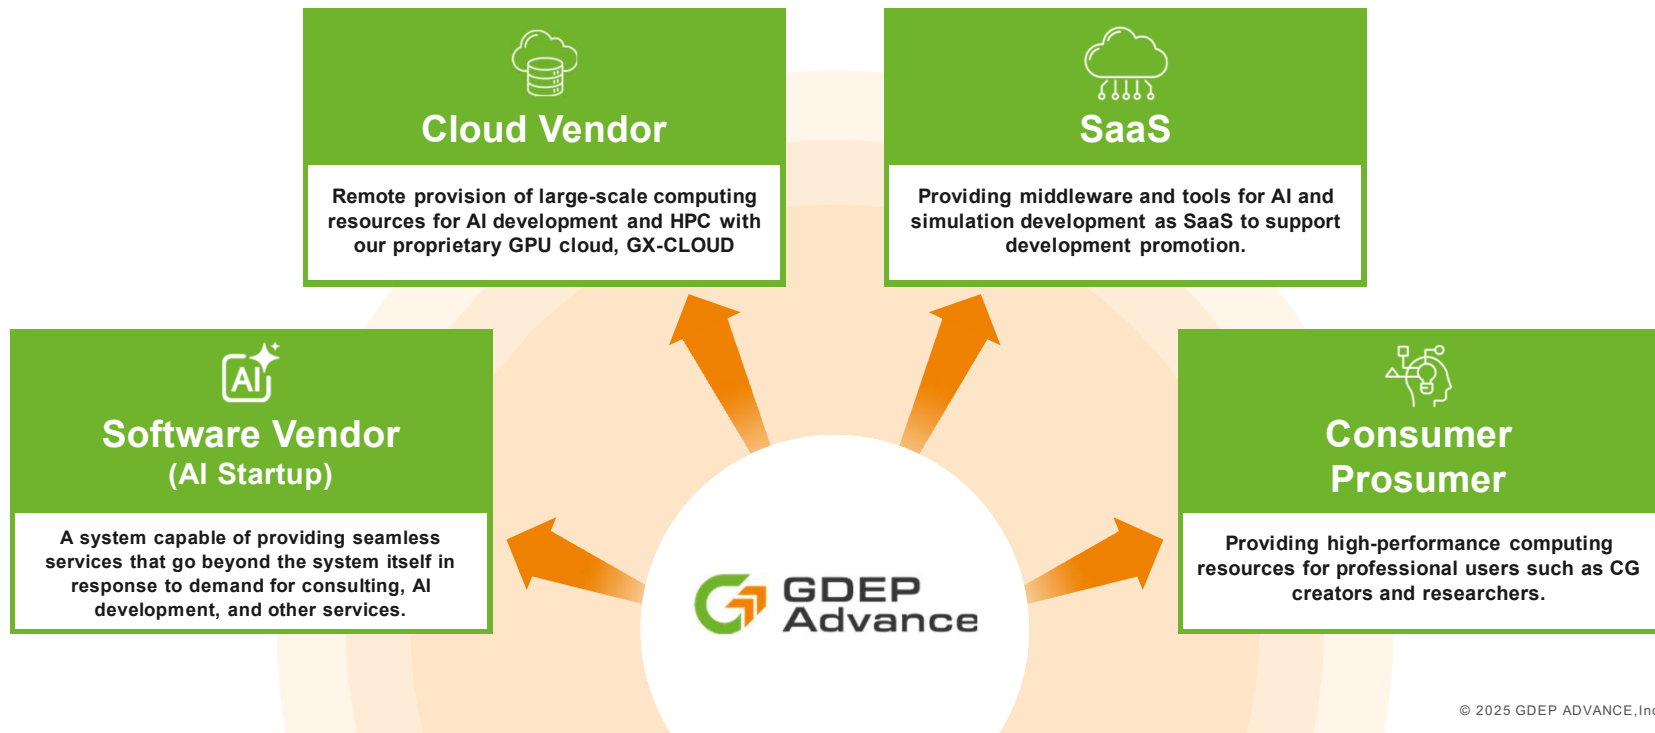 Cloud Vendor
Remote provision of large-scale computing
resources for AI development and HPC with
our proprietary GPU cloud, GX-CLOUD
SaaS
Providing middleware and tools for AI and
simulation development as SaaS to support
development promotion.
AI
Software Vendor
(AI Startup)
A system capable of providing seamless
services that go beyond the system itself in
response to demand for consulting, AI
development, and other services.
Consumer
Prosumer
Providing high-performance computing
resources for professional users such as CG
creators and researchers.
GDEP
Advance
© 2025 GDEP ADVANCE,Inc